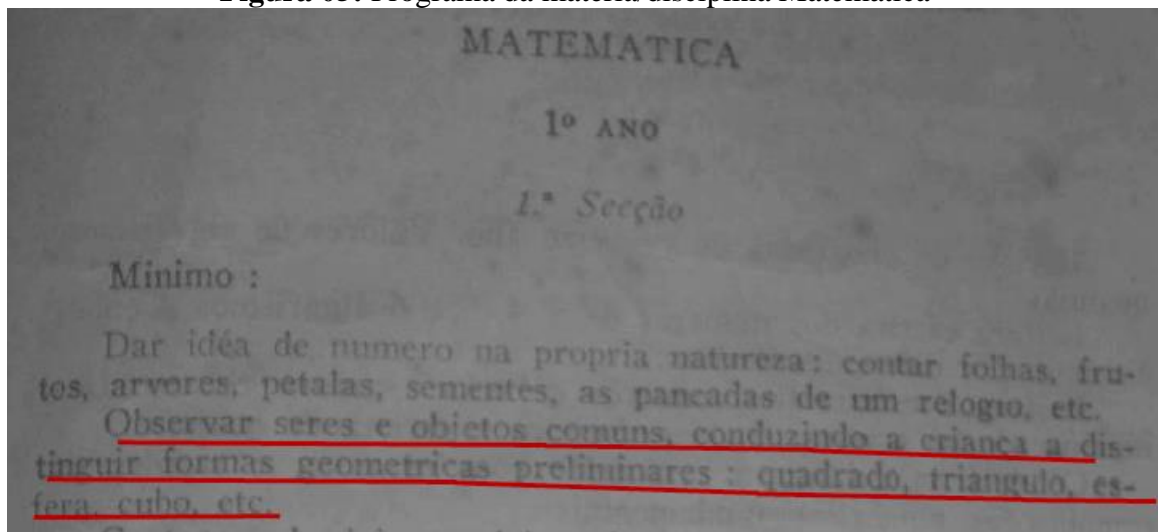 MATEMATICA
1º ANO
1.ª Secção
Minimo :
Dar idéa de numero na propria natureza: contar folhas, fru-
tos, arvores, petalas, sementes, as pancadas de um relogio, etc.
Observar seres e objetos comuns, conduzindo a criança a dis-
tinguir formas geometricas preliminares : quadrado, triangulo, es-
fera, cubo, etc.